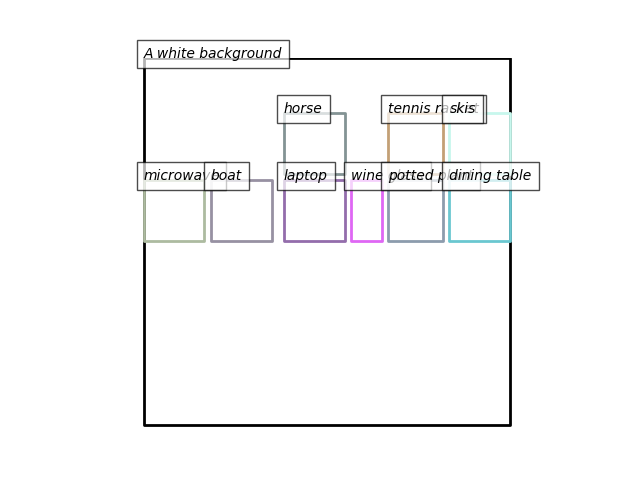 A white background
horse
tennis racket
skis
microwave
boat
laptop
wine glass
potted plant
dining table